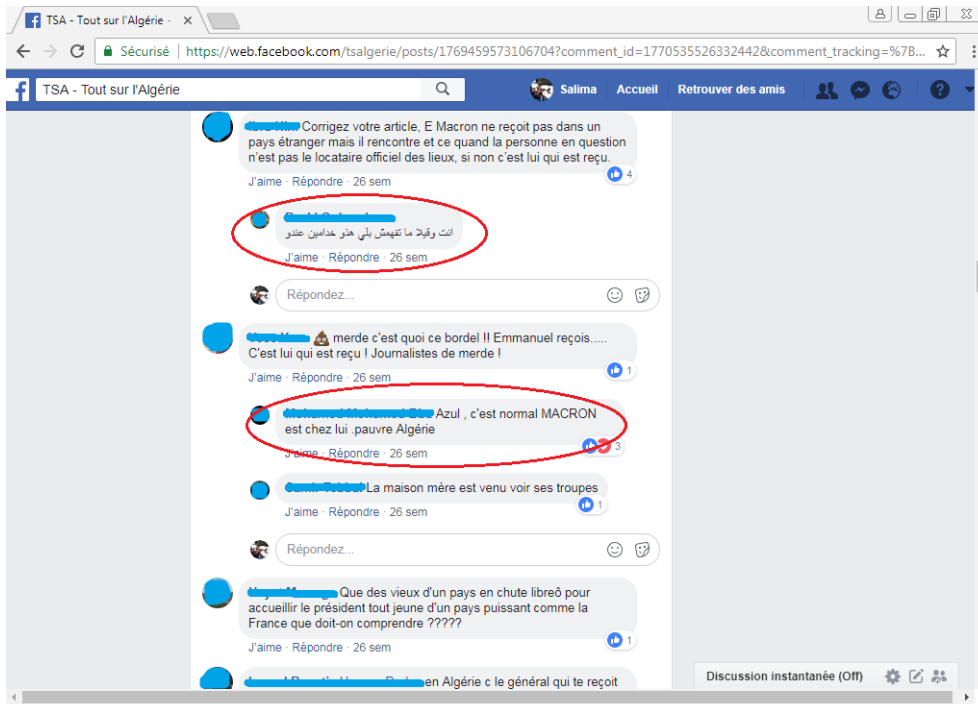 TSA - Tout sur l'Algérie -
Sécurisé
https://web.facebook.com/tsalgerie/posts/1769459573106704?comment_id=1770535526332442&comment_tracking=%7B...
TSA - Tout sur l'Algérie
Salima Accueil Retrouver des amis
Corrigez votre article, E Macron ne reçoit pas dans un
pays étranger mais il rencontre et ce quand la personne en question
n'est pas le locataire officiel des lieux, si non c'est lui qui est reçu.
4
J'aime · Répondre · 26 sem
انت وقيلا ما تفهمش بلي هذو خدامين عندو
J'aime · Répondre · 26 sem
Répondez...
merde c'est quoi ce bordel !! Emmanuel reçois.....
C'est lui qui est reçu ! Journalistes de merde !
1
J'aime · Répondre · 26 sem
Azul , c'est normal MACRON
est chez lui .pauvre Algérie
3
J'aime · Répondre · 26 sem
La maison mère est venu voir ses troupes
1
J'aime · Répondre · 26 sem
Répondez...
Que des vieux d'un pays en chute libreô pour
accueillir le président tout jeune d'un pays puissant comme la
France que doit-on comprendre ?????
1
J'aime · Répondre · 26 sem
en Algérie c le général qui te reçoit
Discussion instantanée (Off)